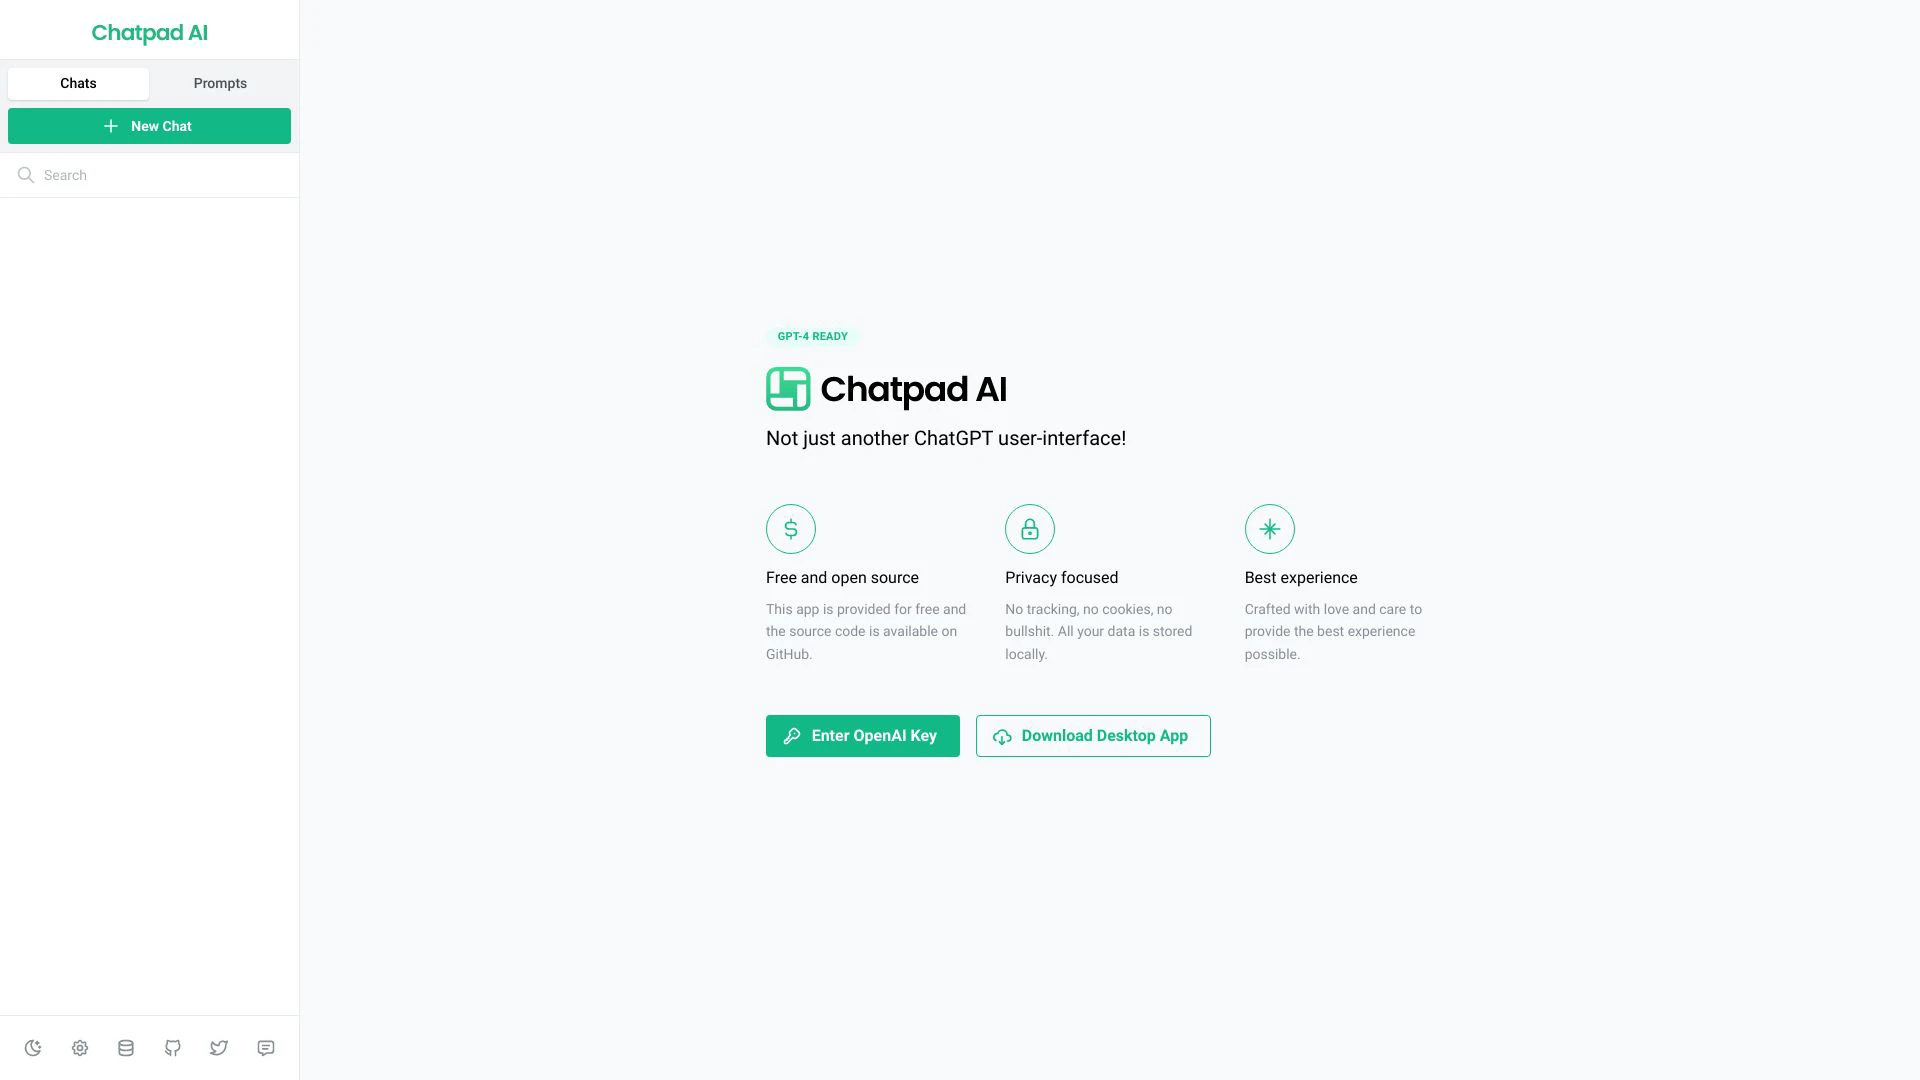 Chatpad AI
Chats
Prompts
New Chat
Search
GPT-4 READY
Chatpad AI
Not just another ChatGPT user-interface!
Free and open source
This app is provided for free and
the source code is available on
GitHub.
Privacy focused
No tracking, no cookies, no
bullshit. All your data is stored
locally.
Best experience
Crafted with love and care to
provide the best experience
possible.
Enter OpenAI Key
Download Desktop App